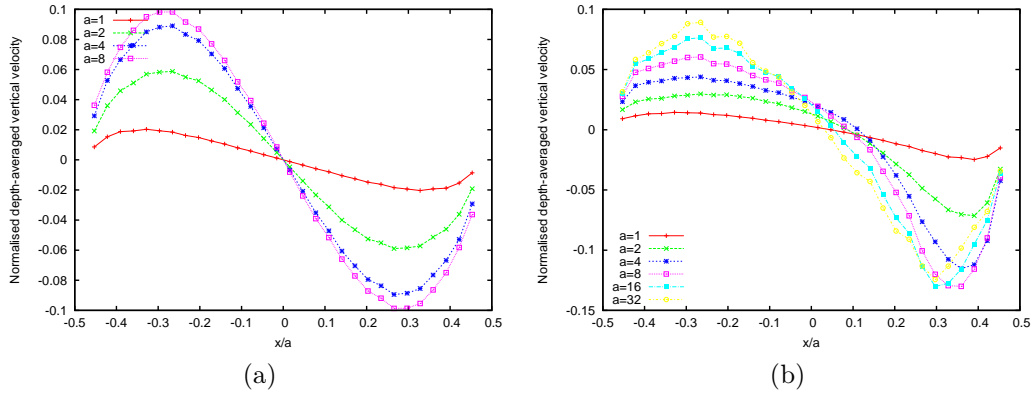 0.1
0.08
0.06
0.04
0.02
0
-0.02
-0.04
-0.06
-0.08
-0.1
Normalised depth-averaged vertical velocity
a=1
a=2
a=4
a=8
-0.5 -0.4 -0.3 -0.2 -0.1 0 0.1 0.2 0.3 0.4 0.5
x/a
(a)
0.1
0.05
0
-0.05
-0.1
-0.15
Normalised depth-averaged vertical velocity
a=1
a=2
a=4
a=8
a=16
a=32
-0.5 -0.4 -0.3 -0.2 -0.1 0 0.1 0.2 0.3 0.4 0.5
x/a
(b)